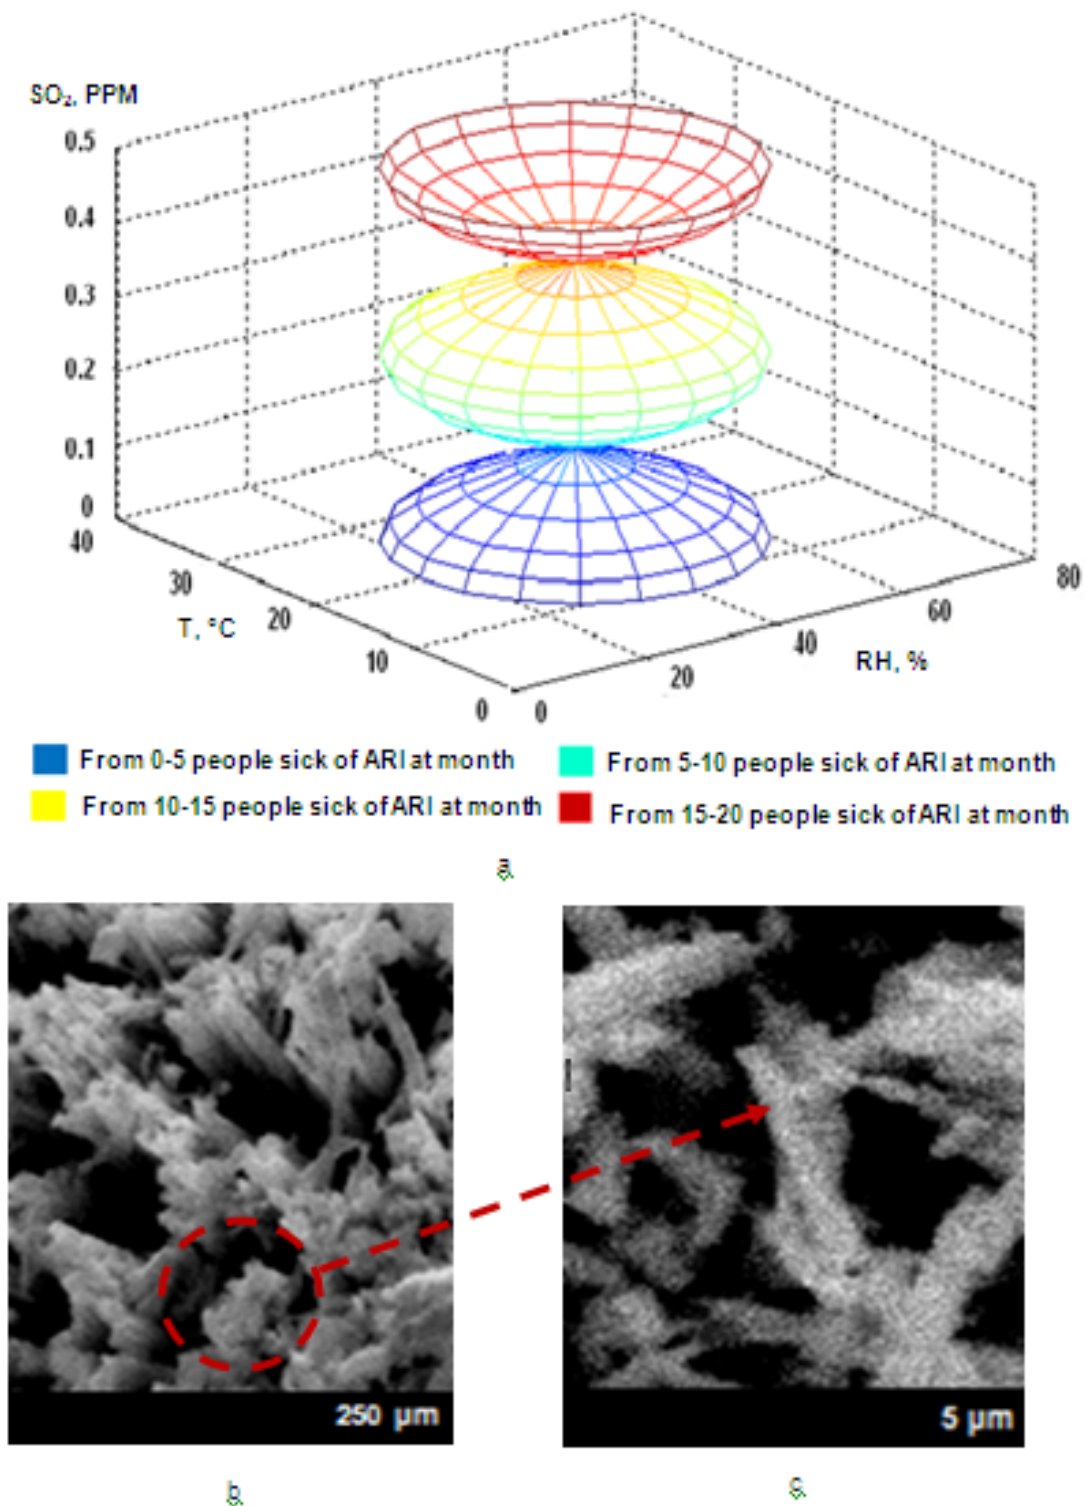 SO₂, PPM
0.5
0.4
0.3
0.2
0.1
0
40
30
20
10
0
T, °C
0
20
40
60
80
RH, %
From 0-5 people sick of ARI at month
From 5-10 people sick of ARI at month
From 10-15 people sick of ARI at month
From 15-20 people sick of ARI at month
a
250 µm
5 µm
b
c